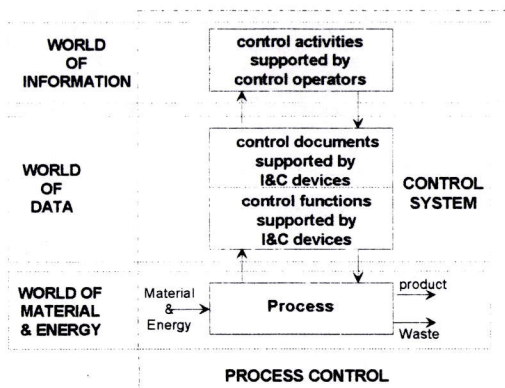 WORLD
OF
INFORMATION
control activities
supported by
control operators
WORLD
OF
DATA
control documents
supported by
I&C devices
control functions
supported by
I&C devices
CONTROL
SYSTEM
WORLD OF
MATERIAL
& ENERGY
Material
&
Energy
Process
product
Waste
PROCESS CONTROL